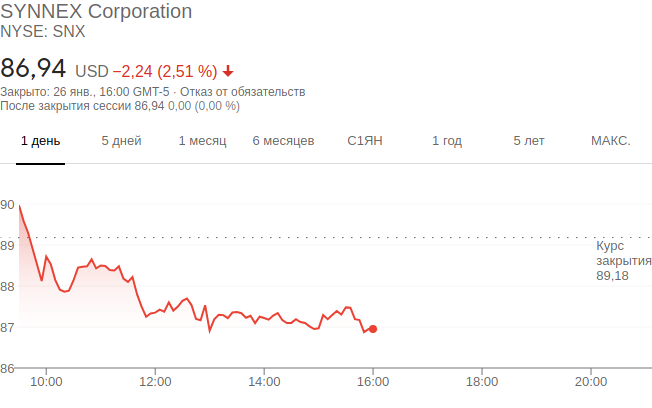 SYNNEX Corporation
NYSE: SNX
86,94 USD −2,24 (2,51 %)
Закрыто: 26 янв., 16:00 GMT-5 · Отказ от обязательств
После закрытия сессии 86,94 0,00 (0,00 %)
1 день 5 дней 1 месяц 6 месяцев С1ЯН 1 год 5 лет МАКС.
90
89
Курс
закрытия
89,18
88
87
86
10:00 12:00 14:00 16:00 18:00 20:00